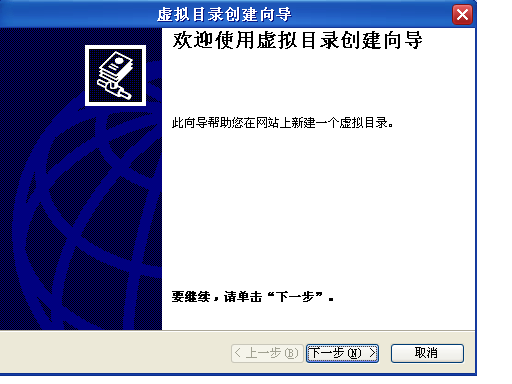 虚拟目录创建向导
欢迎使用虚拟目录创建向导
此向导帮助您在网站上新建一个虚拟目录。
要继续，请单击“下一步”。
< 上一步(B) 下一步(N) > 取消